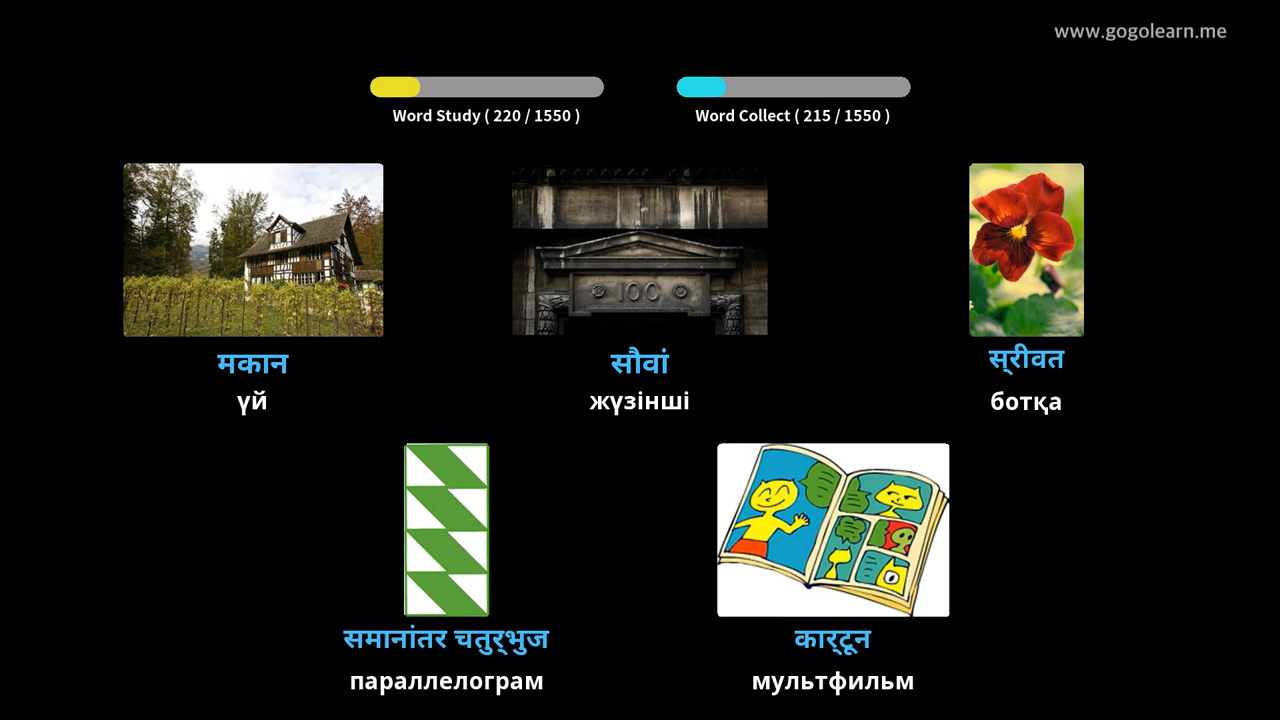 www.gogolearn.me
Word Study ( 220 / 1550 )
Word Collect ( 215 / 1550 )
100
मकान
үй
सौवां
жүзінші
स्रीवत
ботқа
समानांतर चतुर्भुज
параллелограм
कार्टून
мультфильм